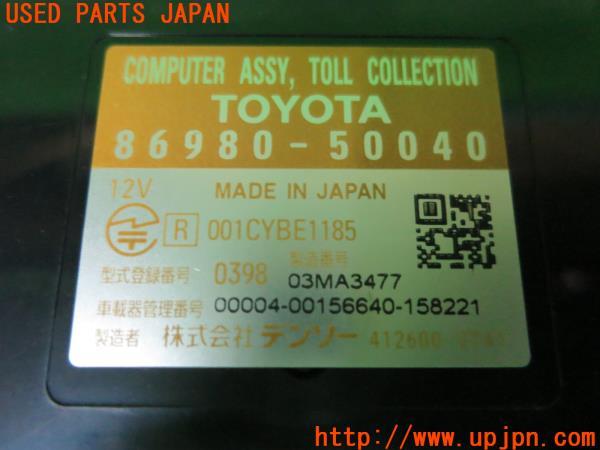 USED PARTS JAPAN
COMPUTER ASSY, TOLL COLLECTION
TOYOTA
86980-50040
12V MADE IN JAPAN
R 001CYBE1185
型式登録番号 0398 製造番号 03MA3477
車載器管理番号 00004-00156640-158221
製造者 株式会社 デンソー 412600-
http://www.upjpn.com/